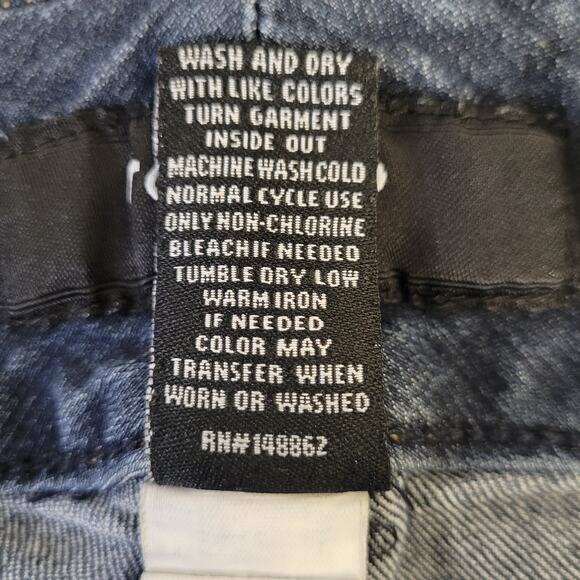 WASH AND DRY
WITH LIKE COLORS
TURN GARMENT
INSIDE OUT
MACHINE WASH COLD
NORMAL CYCLE USE
ONLY NON-CHLORINE
BLEACH IF NEEDED
TUMBLE DRY LOW
WARM IRON
IF NEEDED
COLOR MAY
TRANSFER WHEN
WORN OR WASHED
RN#148862